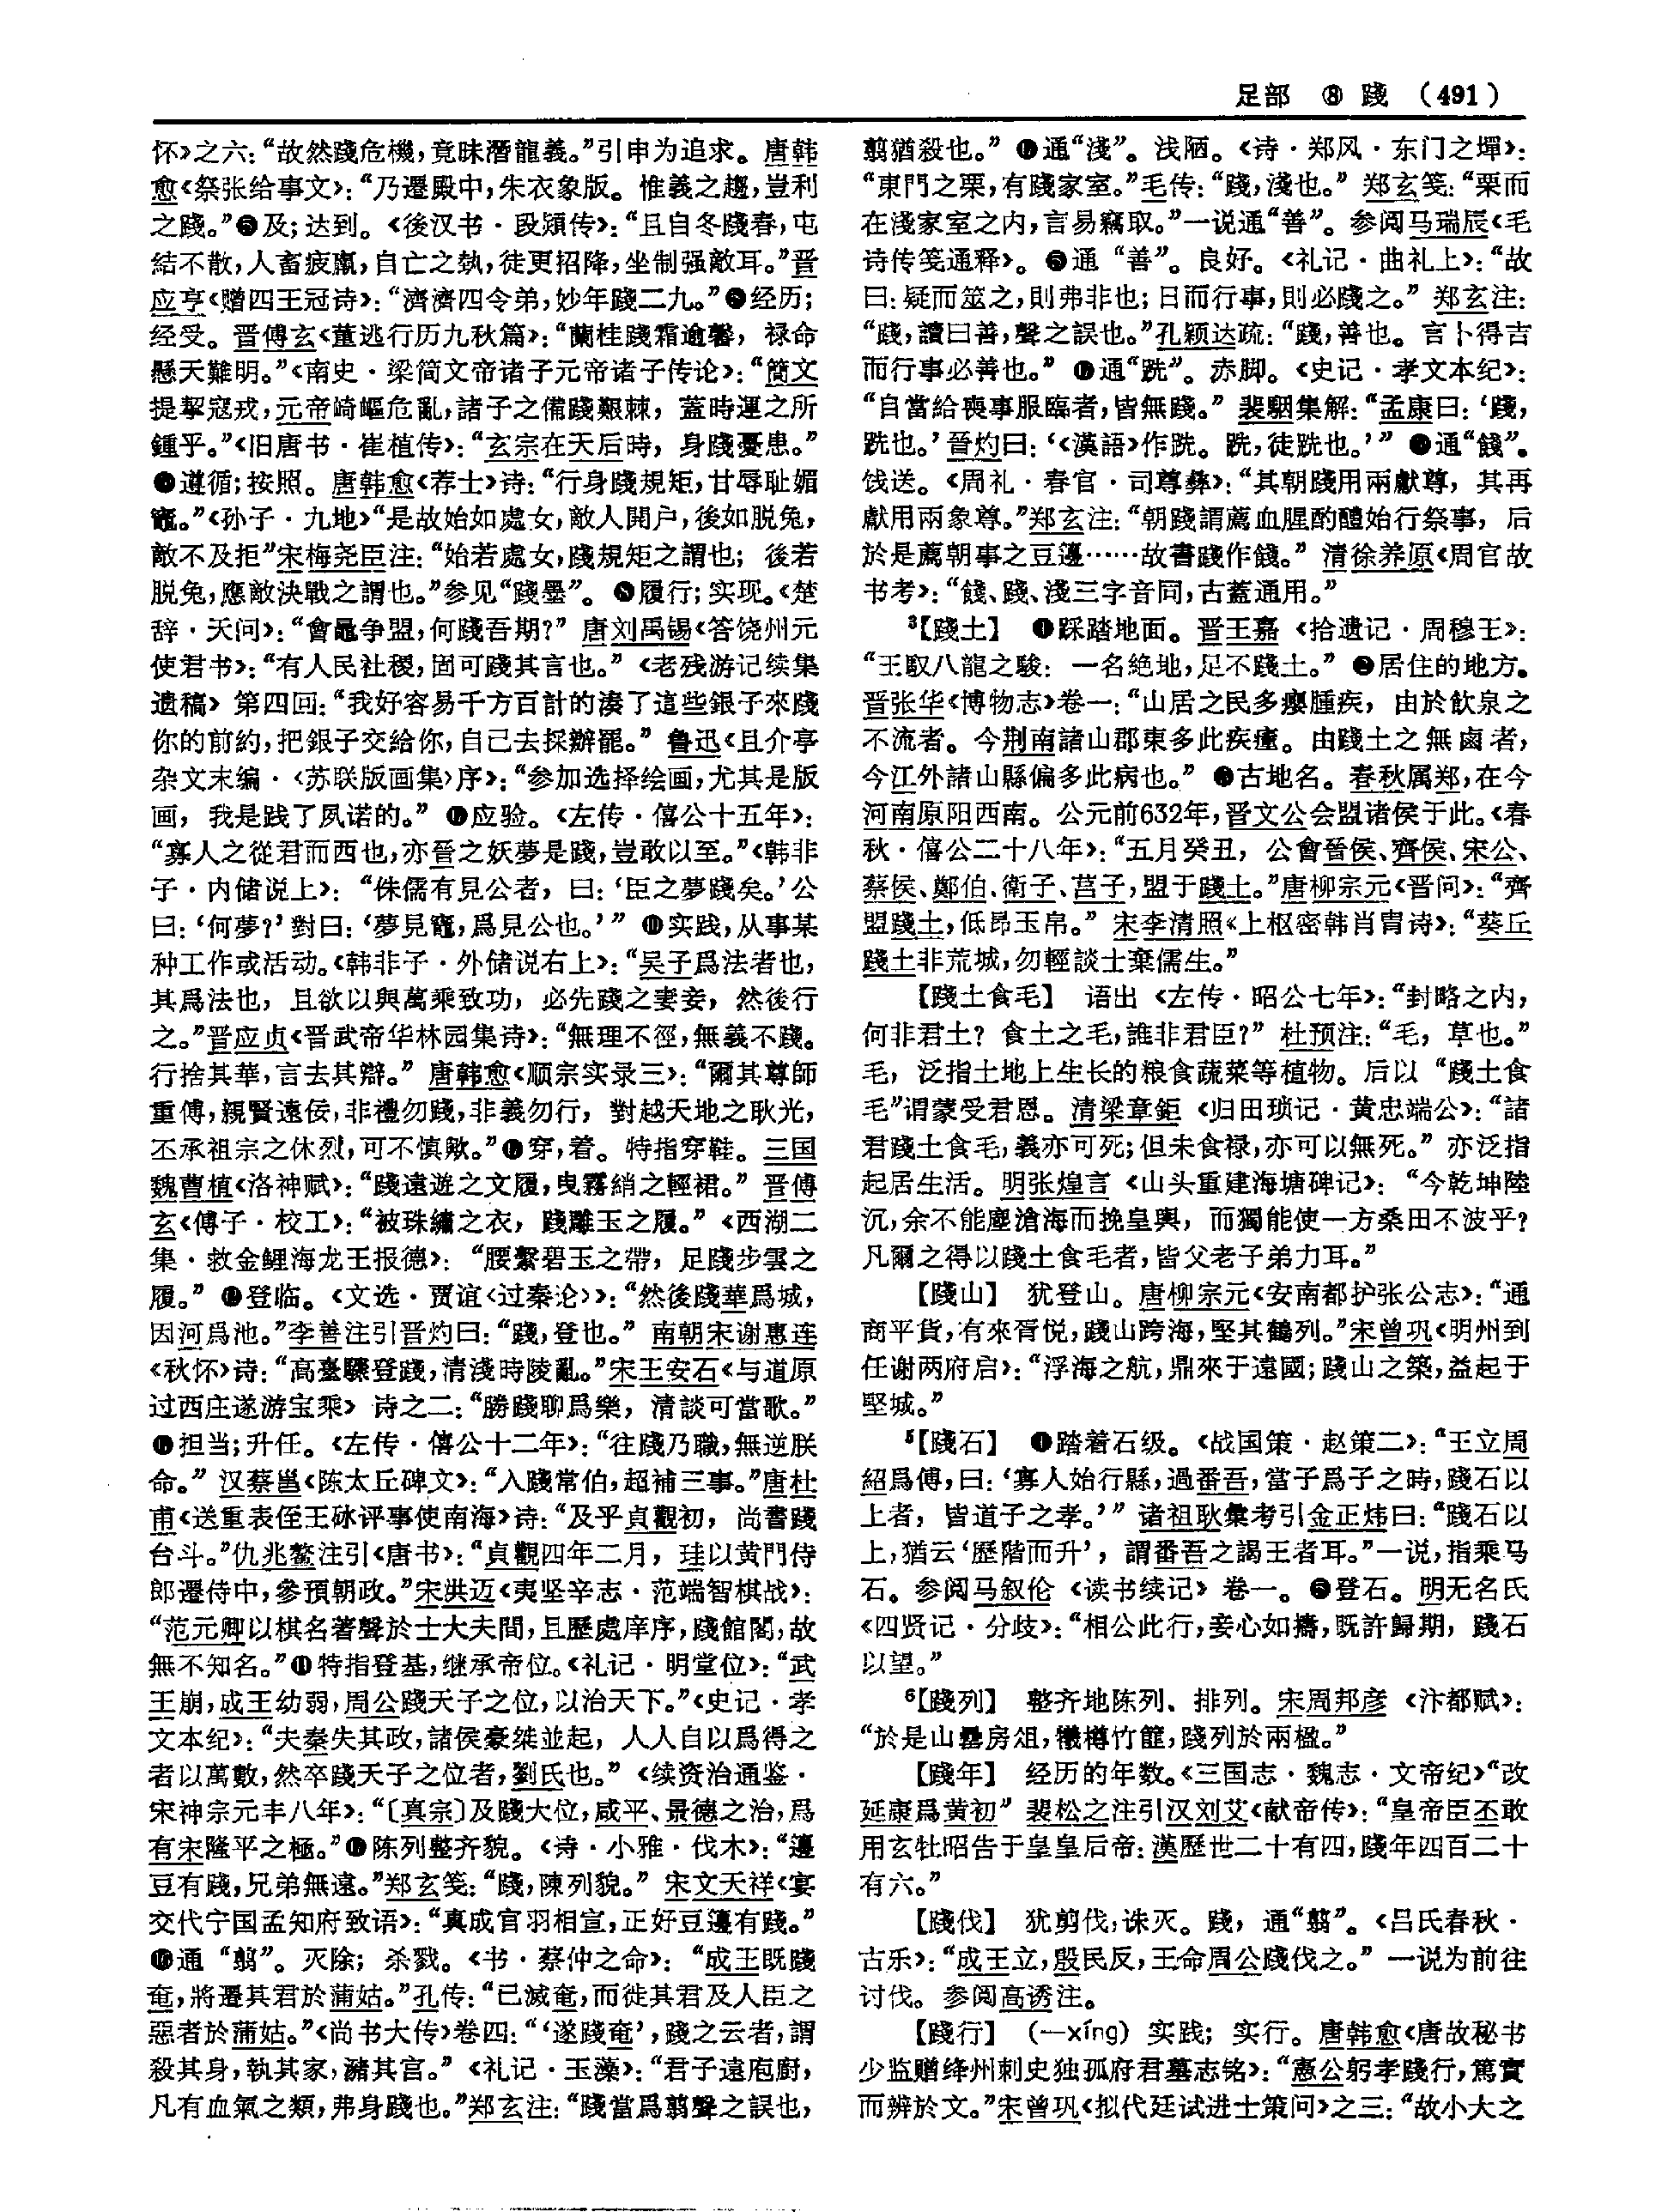 足部 ⑧ 踐 （491）
怀》之六：“故然踐危機，竟昧潛龍義。”引申为追求。唐韩
愈《祭张给事文》：“乃遷殿中，朱衣象版。惟義之趨，豈利
之踐。”❺及；达到。《後汉书·段熲传》：“且自冬踐春，屯
結不散，人畜疲羸，自亡之埶，徒更招降，坐制强敵耳。”晋
应亨《赠四王冠诗》：“濟濟四令弟，妙年踐二九。”❻经历；
经受。晋傅玄《董逃行历九秋篇》：“蘭桂踐霜逾馨，禄命
懸天難明。”《南史·梁简文帝诸子元帝诸子传论》：“簡文
提挈寇戎，元帝崎嶇危亂，諸子之備踐艱棘，蓋時運之所
鍾乎。”《旧唐书·崔植传》：“玄宗在天后時，身踐憂患。”
❼遵循；按照。唐韩愈《荐士》诗：“行身踐規矩，甘辱耻媚
竈。”《孙子·九地》“是故始如處女，敵人開户，後如脱兔，
敵不及拒”宋梅尧臣注：“始若處女，踐規矩之謂也；後若
脱兔，應敵決戰之謂也。”参见“踐墨”。❽履行；实现。《楚
辞·天问》：“會鼂争盟，何踐吾期？”唐刘禹锡《答饶州元
使君书》：“有人民社稷，固可踐其言也。”《老残游记续集
遗稿》第四回：“我好容易千方百計的湊了這些銀子來踐
你的前約，把銀子交給你，自己去採辦罷。”鲁迅《且介亭
杂文末编·〈苏联版画集〉序》：“参加选择绘画，尤其是版
画，我是践了夙诺的。”❾应验。《左传·僖公十五年》：
“寡人之從君而西也，亦晉之妖夢是踐，豈敢以至。”《韩非
子·内储说上》：“侏儒有見公者，曰：‘臣之夢踐矣。’公
曰：‘何夢？’對曰：‘夢見竈，爲見公也。’”❿实践，从事某
种工作或活动。《韩非子·外储说右上》：“吴子爲法者也，
其爲法也，且欲以與萬乘致功，必先踐之妻妾，然後行
之。”晋应贞《晋武帝华林园集诗》：“無理不徑，無義不踐。
行捨其華，言去其辯。”唐韩愈《顺宗实录三》：“爾其尊師
重傅，親賢遠佞，非禮勿踐，非義勿行，對越天地之耿光，
丕承祖宗之休烈，可不慎歟。”⓫穿，着。特指穿鞋。三国
魏曹植《洛神赋》：“踐遠遊之文履，曳霧綃之輕裾。”晋傅
玄《傅子·校工》：“被珠繡之衣，踐雕玉之履。”《西湖二
集·救金鲤海龙王报德》：“腰繫碧玉之帶，足踐步雲之
履。”⓬登临。《文选·贾谊〈过秦论〉》：“然後踐華爲城，
因河爲池。”李善注引晋灼曰：“踐，登也。”南朝宋谢惠连
《秋怀》诗：“高臺驟登踐，清淺時陵亂。”宋王安石《与道原
过西庄遂游宝乘》诗之二：“勝踐聊爲樂，清談可當歌。”
⓭担当；升任。《左传·僖公十二年》：“往踐乃職，無逆朕
命。”汉蔡邕《陈太丘碑文》：“入踐常伯，超補三事。”唐杜
甫《送重表侄王砅评事使南海》诗：“及乎貞觀初，尚書踐
台斗。”仇兆鳌注引《唐书》：“貞觀四年二月，珪以黄門侍
郎遷侍中，參預朝政。”宋洪迈《夷坚辛志·范端智棋战》：
“范元卿以棋名著聲於士大夫間，且歷處庠序，踐館閣，故
無不知名。”⓮特指登基，继承帝位。《礼记·明堂位》：“武
王崩，成王幼弱，周公踐天子之位，以治天下。”《史记·孝
文本纪》：“夫秦失其政，諸侯豪桀並起，人人自以爲得之
者以萬數，然卒踐天子之位者，劉氏也。”《续资治通鉴·
宋神宗元丰八年》：“〔真宗〕及踐大位，咸平、景德之治，爲
有宋隆平之極。”⓯陈列整齐貌。《诗·小雅·伐木》：“籩
豆有踐，兄弟無遠。”郑玄笺：“踐，陳列貌。”宋文天祥《宴
交代宁国孟知府致语》：“真成官羽相宣，正好豆籩有踐。”
⓰通“翦”。灭除；杀戮。《书·蔡仲之命》：“成王既踐
奄，將遷其君於蒲姑。”孔传：“已滅奄，而徙其君及人臣之
惡者於蒲姑。”《尚书大传》卷四：“‘遂踐奄’，踐之云者，謂
殺其身，執其家，瀦其宫。”《礼记·玉藻》：“君子遠庖廚，
凡有血氣之類，弗身踐也。”郑玄注：“踐當爲翦聲之誤也，
翦猶殺也。”⓱通“淺”。浅陋。《诗·郑风·东门之墠》：
“東門之栗，有踐家室。”毛传：“踐，淺也。”郑玄笺：“栗而
在淺家室之内，言易竊取。”一说通“善”。参阅马瑞辰《毛
诗传笺通释》。⓲通“善”。良好。《礼记·曲礼上》：“故
曰：疑而筮之，則弗非也；日而行事，則必踐之。”郑玄注：
“踐，讀曰善，聲之誤也。”孔颖达疏：“踐，善也。言卜得吉
而行事必善也。”⓳通“跣”。赤脚。《史记·孝文本纪》：
“自當給喪事服臨者，皆無踐。”裴駰集解：“孟康曰：‘踐，
跣也。’晋灼曰：‘《漢語》作跣。跣，徒跣也。’”⓴通“餞”。
饯送。《周礼·春官·司尊彝》：“其朝踐用兩獻尊，其再
獻用兩象尊。”郑玄注：“朝踐謂薦血腥酌醴始行祭事，后
於是薦朝事之豆籩……故書踐作餞。”清徐养原《周官故
书考》：“餞、踐、淺三字音同，古蓋通用。”
³【踐土】 ❶踩踏地面。晋王嘉《拾遗记·周穆王》：
“王馭八龍之駿：一名絶地，足不踐土。”❷居住的地方。
晋张华《博物志》卷一：“山居之民多癭腫疾，由於飲泉之
不流者。今荆南諸山郡東多此疾瘇。由踐土之無鹵者，
今江外諸山縣偏多此病也。”❸古地名。春秋属郑，在今
河南原阳西南。公元前632年，晋文公会盟诸侯于此。《春
秋·僖公二十八年》：“五月癸丑，公會晉侯、齊侯、宋公、
蔡侯、鄭伯、衛子、莒子，盟于踐土。”唐柳宗元《晋问》：“齊
盟踐土，低昂玉帛。”宋李清照《上枢密韩肖胄诗》：“葵丘
踐土非荒城，勿輕談士棄儒生。”
【踐土食毛】 语出《左传·昭公七年》：“封略之内，
何非君土？食土之毛，誰非君臣？”杜预注：“毛，草也。”
毛，泛指土地上生长的粮食蔬菜等植物。后以“踐土食
毛”谓蒙受君恩。清梁章鉅《归田琐记·黄忠端公》：“諸
君踐土食毛，義亦可死；但未食禄，亦可以無死。”亦泛指
起居生活。明张煌言《山头重建海塘碑记》：“今乾坤陸
沉，余不能塵滄海而挽皇輿，而獨能使一方桑田不波乎？
凡爾之得以踐土食毛者，皆父老子弟力耳。”
【踐山】 犹登山。唐柳宗元《安南都护张公志》：“通
商平貨，有來胥悦，踐山跨海，堅其鶴列。”宋曾巩《明州到
任谢两府启》：“浮海之航，鼎來于遠國；踐山之築，益起于
堅城。”
⁵【踐石】 ❶踏着石级。《战国策·赵策二》：“王立周
紹爲傅，曰：‘寡人始行縣，過番吾，當子爲子之時，踐石以
上者，皆道子之孝。’”诸祖耿彙考引金正炜曰：“踐石以
上，猶云‘歷階而升’，謂番吾之謁王者耳。”一说，指乘马
石。参阅马叙伦《读书续记》卷一。❷登石。明无名氏
《四贤记·分歧》：“相公此行，妾心如擣，既許歸期，踐石
以望。”
⁶【踐列】 整齐地陈列、排列。宋周邦彦《汴都赋》：
“於是山罍房俎，犧樽竹篚，踐列於兩楹。”
【踐年】 经历的年数。《三国志·魏志·文帝纪》“改
延康爲黄初”裴松之注引汉刘艾《献帝传》：“皇帝臣丕敢
用玄牡昭告于皇皇后帝：漢歷世二十有四，踐年四百二十
有六。”
【踐伐】 犹剪伐，诛灭。踐，通“翦”。《吕氏春秋·
古乐》：“成王立，殷民反，王命周公踐伐之。”一说为前往
讨伐。参阅高诱注。
【踐行】 （—xíng）实践；实行。唐韩愈《唐故秘书
少监赠绛州刺史独孤府君墓志铭》：“憲公躬孝踐行，篤實
而辨於文。”宋曾巩《拟代廷试进士策问》之三：“故小大之